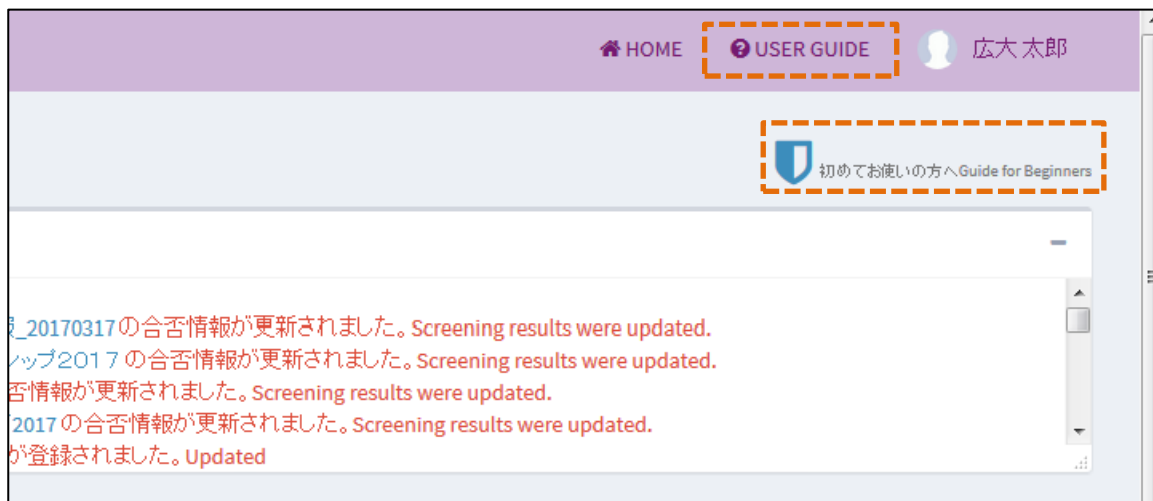 HOME USER GUIDE 広大 太郎
初めてお使いの方へGuide for Beginners
_20170317の合否情報が更新されました。Screening results were updated.
ップ2017の合否情報が更新されました。Screening results were updated.
否情報が更新されました。Screening results were updated.
2017の合否情報が更新されました。Screening results were updated.
が登録されました。Updated